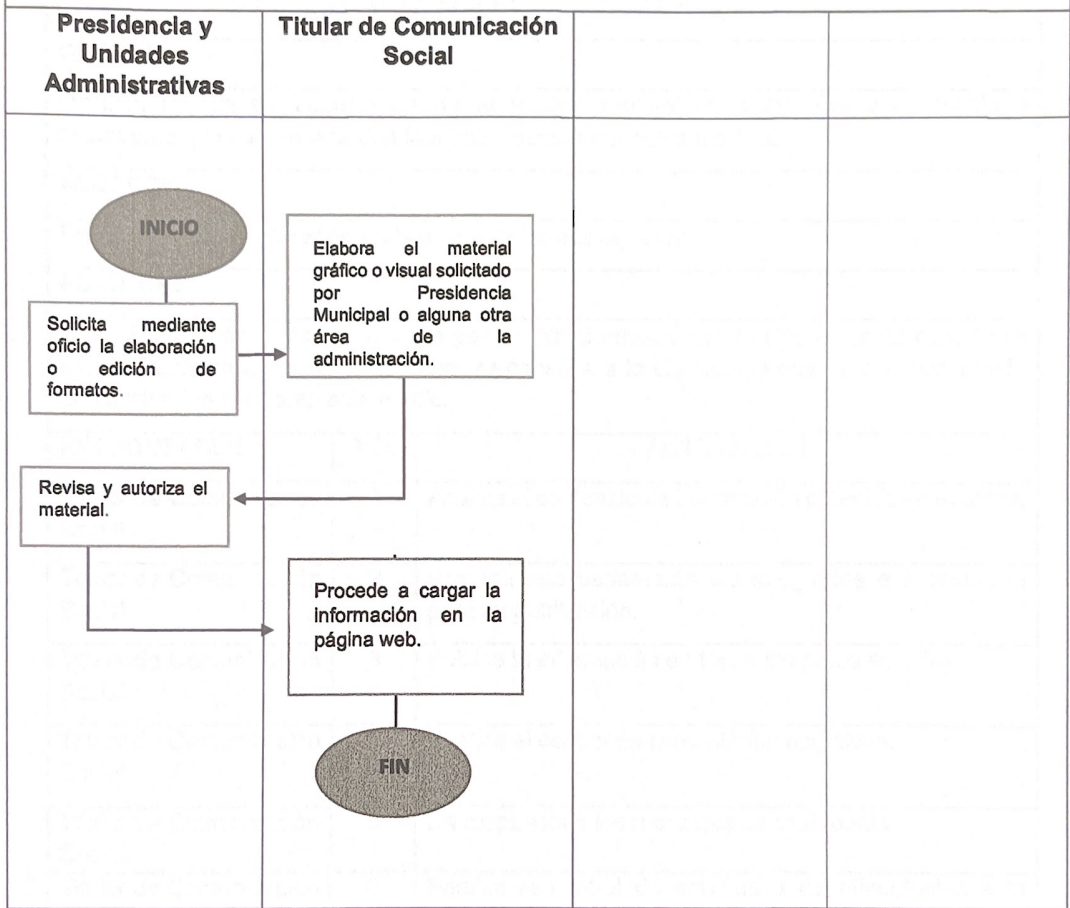 Presidencia y
Unidades
Administrativas
Titular de Comunicación
Social
INICIO
Solicita mediante
oficio la elaboración
o edición de
formatos.
Elabora el material
gráfico o visual solicitado
por Presidencia
Municipal o alguna otra
área de la
administración.
Revisa y autoriza el
material.
Procede a cargar la
información en la
página web.
FIN